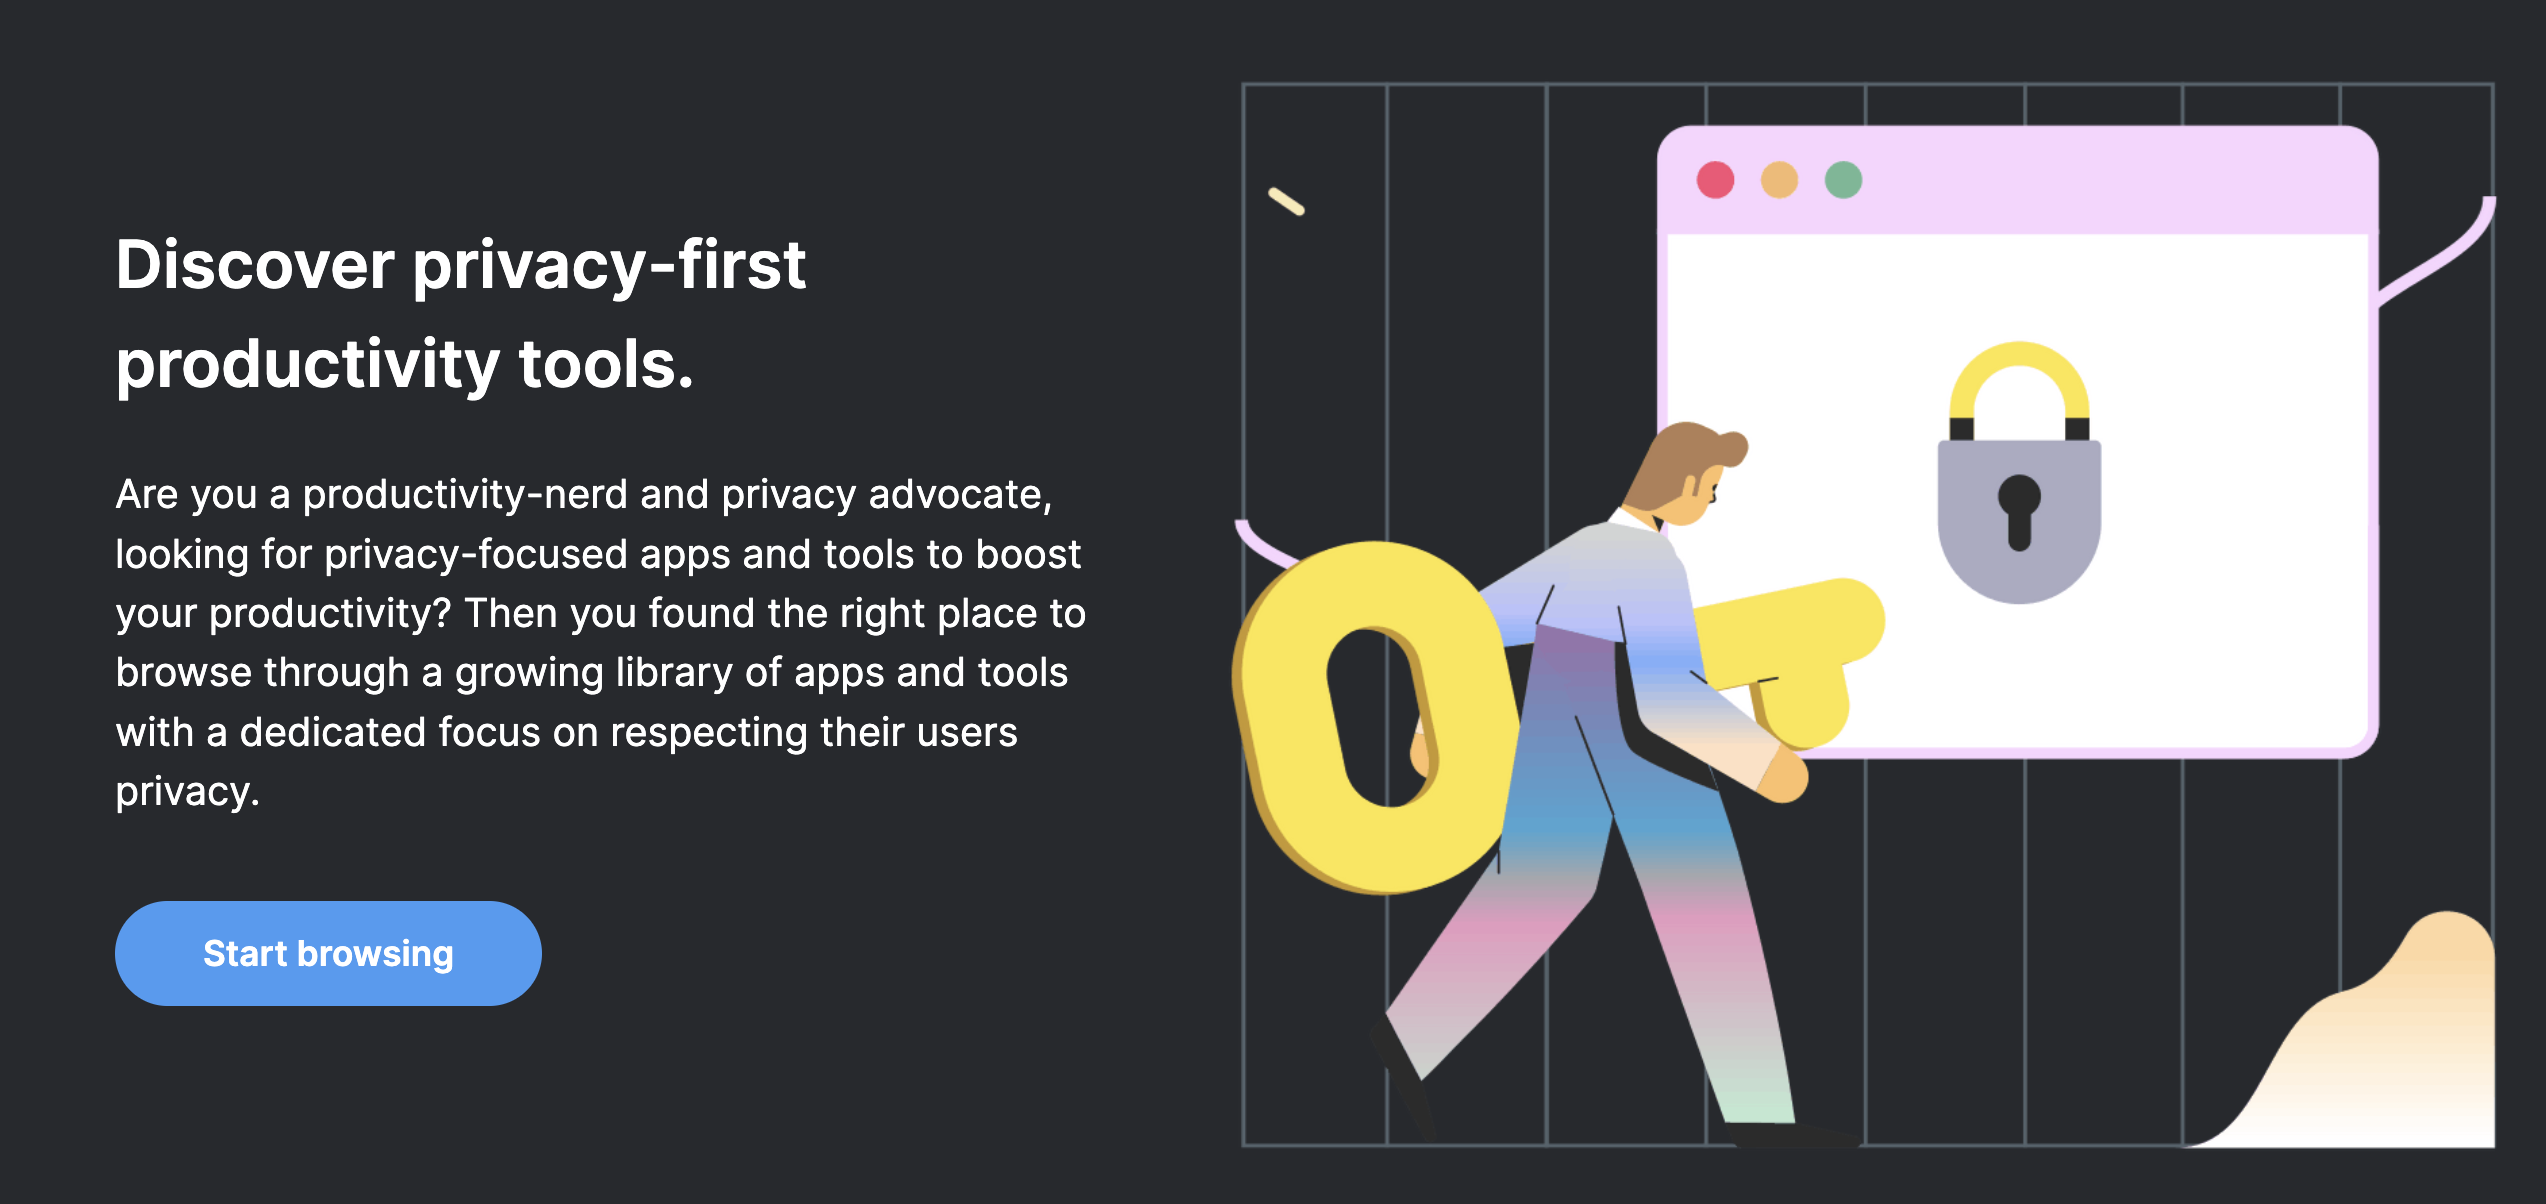 Discover privacy-first
productivity tools.
Are you a productivity-nerd and privacy advocate,
looking for privacy-focused apps and tools to boost
your productivity? Then you found the right place to
browse through a growing library of apps and tools
with a dedicated focus on respecting their users
privacy.
Start browsing